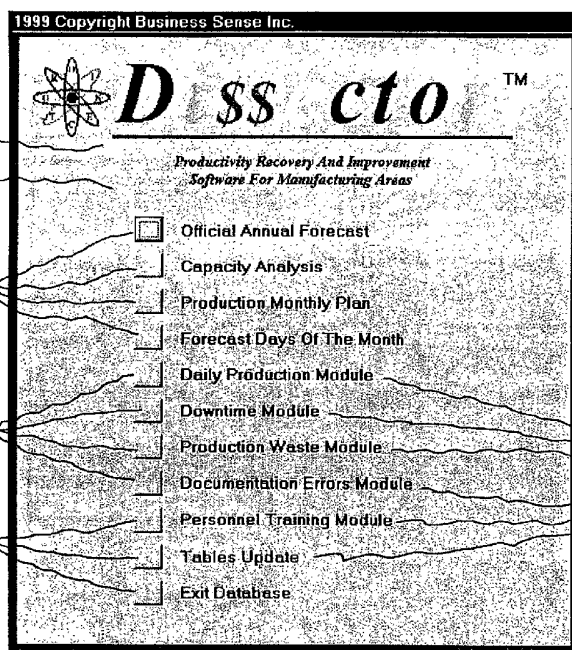 1999 Copyright Business Sense Inc.
D i $$ cto TM
Productivity Recovery And Improvement
Software For Manufacturing Areas
Official Annual Forecast
Capacity Analysis
Production Monthly Plan
Forecast Days Of The Month
Daily Production Module
Downtime Module
Production Waste Module
Documentation Errors Module
Personnel Training Module
Tables Update
Exit Database